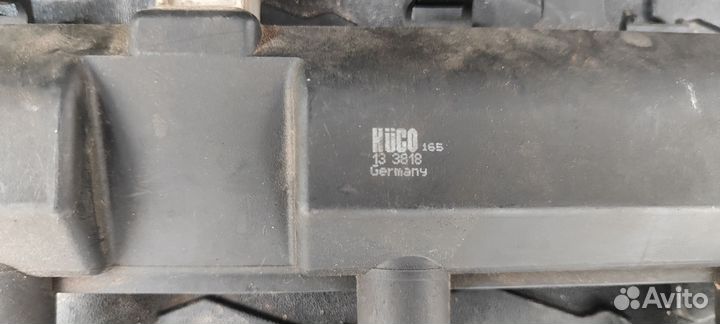 HÜCO 165
13 3818
Germany
Avito